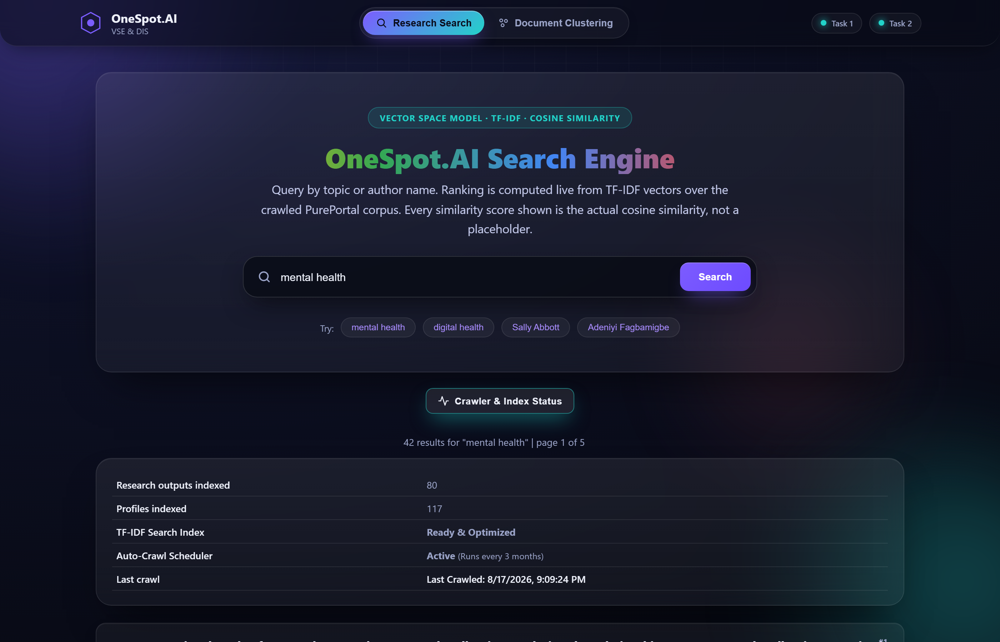 OneSpot.AI
VSE & DIS
Research Search
Document Clustering
Task 1
Task 2
VECTOR SPACE MODEL · TF-IDF · COSINE SIMILARITY
OneSpot.AI Search Engine
Query by topic or author name. Ranking is computed live from TF-IDF vectors over the
crawled PurePortal corpus. Every similarity score shown is the actual cosine similarity, not a
placeholder.
mental health
Search
Try:
mental health
digital health
Sally Abbott
Adeniyi Fagbamigbe
Crawler & Index Status
42 results for "mental health" | page 1 of 5
Research outputs indexed 80
Profiles indexed 117
TF-IDF Search Index Ready & Optimized
Auto-Crawl Scheduler Active (Runs every 3 months)
Last crawl Last Crawled: 8/17/2026, 9:09:24 PM